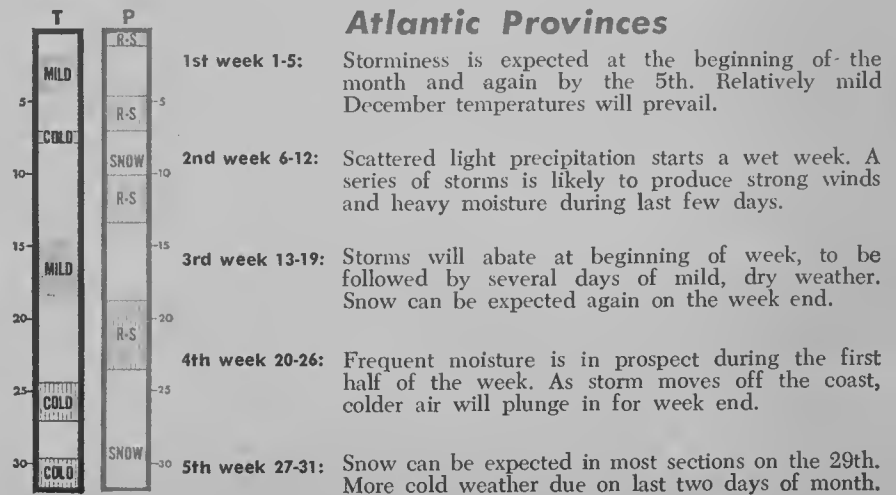 T P
Atlantic Provinces
1st week 1-5: Storminess is expected at the beginning of the
month and again by the 5th. Relatively mild
December temperatures will prevail.
2nd week 6-12: Scattered light precipitation starts a wet week. A
series of storms is likely to produce strong winds
and heavy moisture during last few days.
3rd week 13-19: Storms will abate at beginning of week, to be
followed by several days of mild, dry weather.
Snow can be expected again on the week end.
4th week 20-26: Frequent moisture is in prospect during the first
half of the week. As storm moves off the coast,
colder air will plunge in for week end.
5th week 27-31: Snow can be expected in most sections on the 29th.
More cold weather due on last two days of month.
MILD
5-
COLD
10-
15-
MILD
20-
25-
COLD
30-
COLD
R-S
-5
R-S
SNOW
-10
R-S
-15
-20
R-S
-25
SNOW
-30